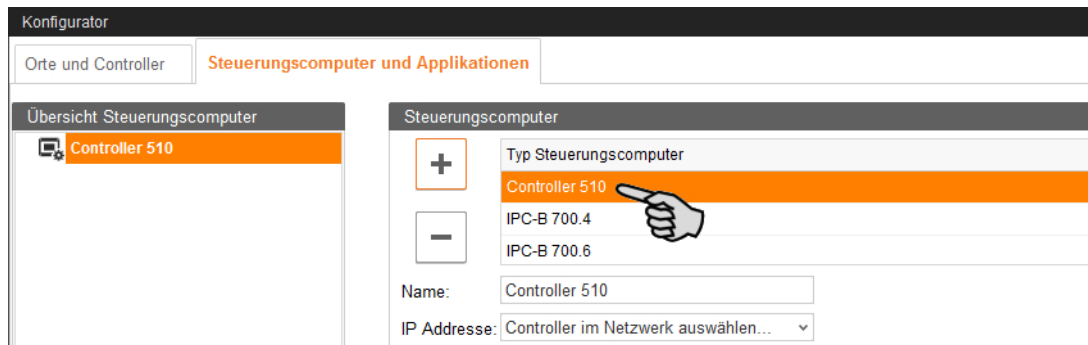 Konfigurator
Orte und Controller
Steuerungscomputer und Applikationen
Übersicht Steuerungscomputer
Controller 510
Steuerungscomputer
Typ Steuerungscomputer
Controller 510
IPC-B 700.4
IPC-B 700.6
Name: Controller 510
IP Addresse: Controller im Netzwerk auswählen...